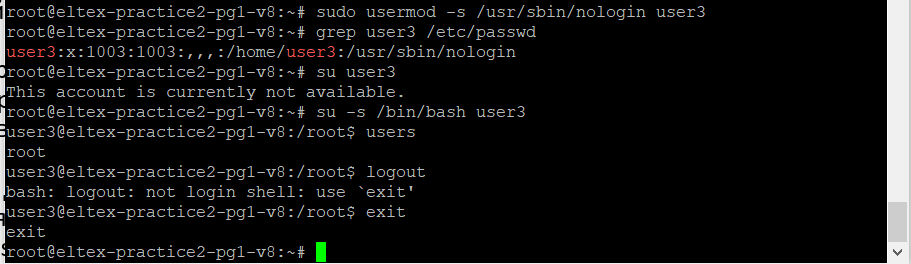 root@eltex-practice2-pg1-v8:~# sudo usermod -s /usr/sbin/nologin user3
root@eltex-practice2-pg1-v8:~# grep user3 /etc/passwd
user3:x:1003:1003:,,,:/home/user3:/usr/sbin/nologin
root@eltex-practice2-pg1-v8:~# su user3
This account is currently not available.
root@eltex-practice2-pg1-v8:~# su -s /bin/bash user3
user3@eltex-practice2-pg1-v8:/root$ users
root
user3@eltex-practice2-pg1-v8:/root$ logout
bash: logout: not login shell: use `exit'
user3@eltex-practice2-pg1-v8:/root$ exit
exit
root@eltex-practice2-pg1-v8:~#